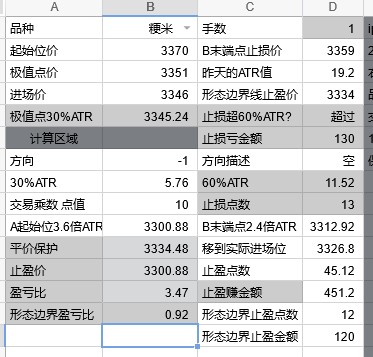 A B C D
品种 粳米 手数 1
起始位价 3370 B末端点止损价 3359
极值点价 3351 昨天的ATR值 19.2
进场价 3346 形态边界线止盈价 3334
极值点30%ATR 3345.24 止损超60%ATR? 超过
计算区域 止损亏金额 130
方向 -1 方向描述 空
30%ATR 5.76 60%ATR 11.52
交易乘数 点值 10 止损点数 13
A起始位3.6倍ATR 3300.88 B末端点2.4倍ATR 3312.92
平价保护 3334.48 移到实际进场位 3326.8
止盈价 3300.88 止盈点数 45.12
盈亏比 3.47 止盈赚金额 451.2
形态边界盈亏比 0.92 形态边界止盈点数 12
形态边界止盈金额 120